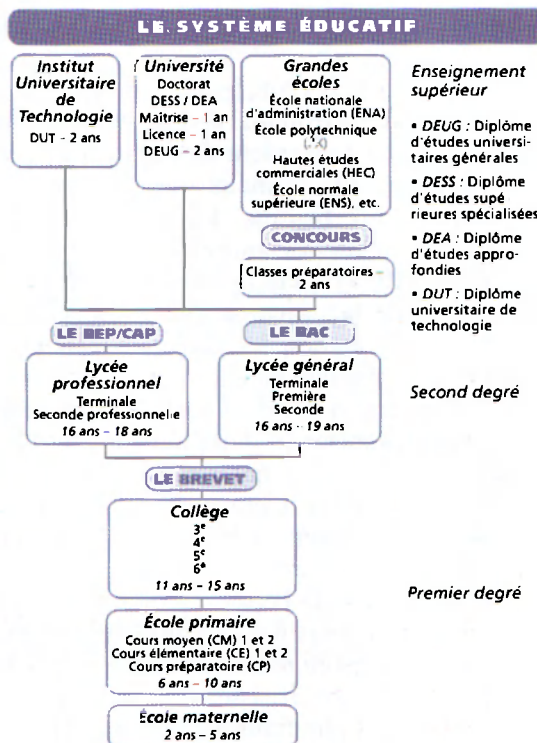 LE SYSTÈME ÉDUCATIF
Institut
Universitaire
de
Technologie
DUT – 2 ans
Université
Doctorat
DESS / DEA
Maîtrise – 1 an
Licence – 1 an
DEUG – 2 ans
Grandes
écoles
École nationale
d'administration (ENA)
École polytechnique
Hautes études
commerciales (HEC)
École normale
supérieure (ENS), etc.
CONCOURS
Classes préparatoires –
2 ans
Enseignement
supérieur
• DEUG : Diplôme
d'études universi-
taires générales
• DESS : Diplôme
d'études supé
rieures spécialisées
• DEA : Diplôme
d'études appro-
fondies
• DUT : Diplôme
universitaire de
technologie
LE BEP/CAP
LE BAC
Lycée
professionnel
Terminale
Seconde professionnelle
16 ans – 18 ans
Lycée général
Terminale
Première
Seconde
16 ans – 19 ans
Second degré
LE BREVET
Collège
3e
4e
5e
6e
11 ans – 15 ans
Premier degré
École primaire
Cours moyen (CM) 1 et 2
Cours élémentaire (CE) 1 et 2
Cours préparatoire (CP)
6 ans – 10 ans
École maternelle
2 ans – 5 ans